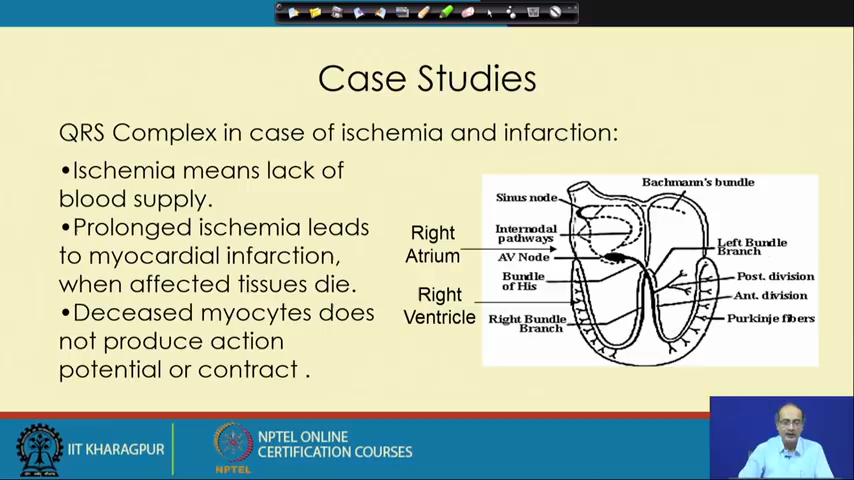 Case Studies
QRS Complex in case of ischemia and infarction:
•Ischemia means lack of
blood supply.
•Prolonged ischemia leads
to myocardial infarction,
when affected tissues die.
•Deceased myocytes does
not produce action
potential or contract .
Right
Atrium
Right
Ventricle
Bachmann's bundle
Sinus node
Internodal
pathways
AV Node
Bundle
of His
Right Bundle
Branch
Left Bundle
Branch
Post. division
Ant. division
Purkinje fibers
IIT KHARAGPUR
NPTEL
NPTEL ONLINE
CERTIFICATION COURSES